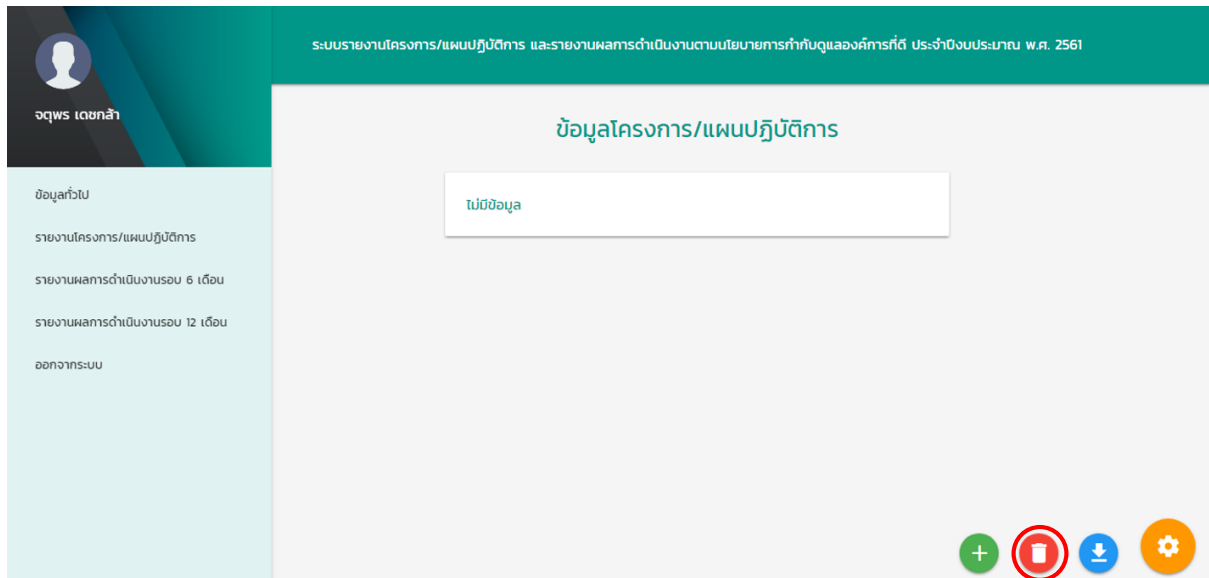 ระบบรายงานโครงการ/แผนปฏิบัติการ และรายงานผลการดำเนินงานตามนโยบายการกำกับดูแลองค์การที่ดี ประจำปีงบประมาณ พ.ศ. 2561
จตุพร เดชกล้า
ข้อมูลทั่วไป
รายงานโครงการ/แผนปฏิบัติการ
รายงานผลการดำเนินงานรอบ 6 เดือน
รายงานผลการดำเนินงานรอบ 12 เดือน
ออกจากระบบ
ข้อมูลโครงการ/แผนปฏิบัติการ
ไม่มีข้อมูล